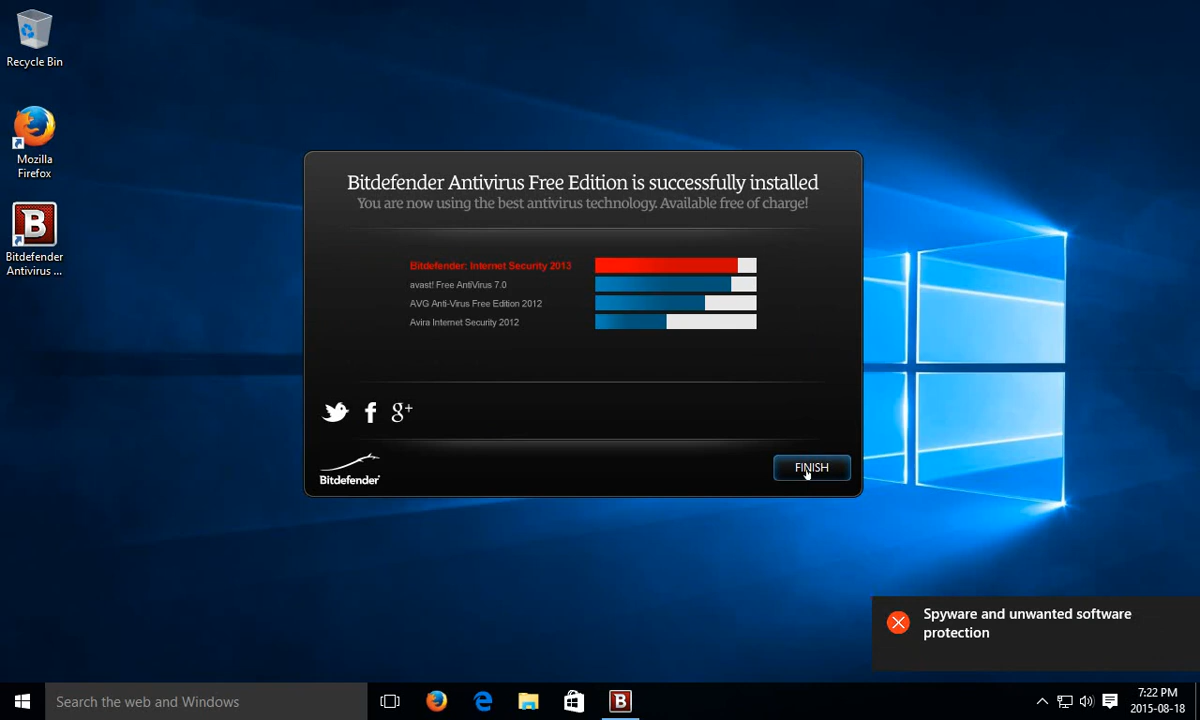 Recycle Bin
Mozilla
Firefox
Bitdefender
Antivirus ...
Bitdefender Antivirus Free Edition is successfully installed
You are now using the best antivirus technology. Available free of charge!
Bitdefender: Internet Security 2013
avast! Free AntiVirus 7.0
AVG Anti-Virus Free Edition 2012
Avira Internet Security 2012
g+
Bitdefender
FINISH
Spyware and unwanted software
protection
Search the web and Windows
7:22 PM
2015-08-18